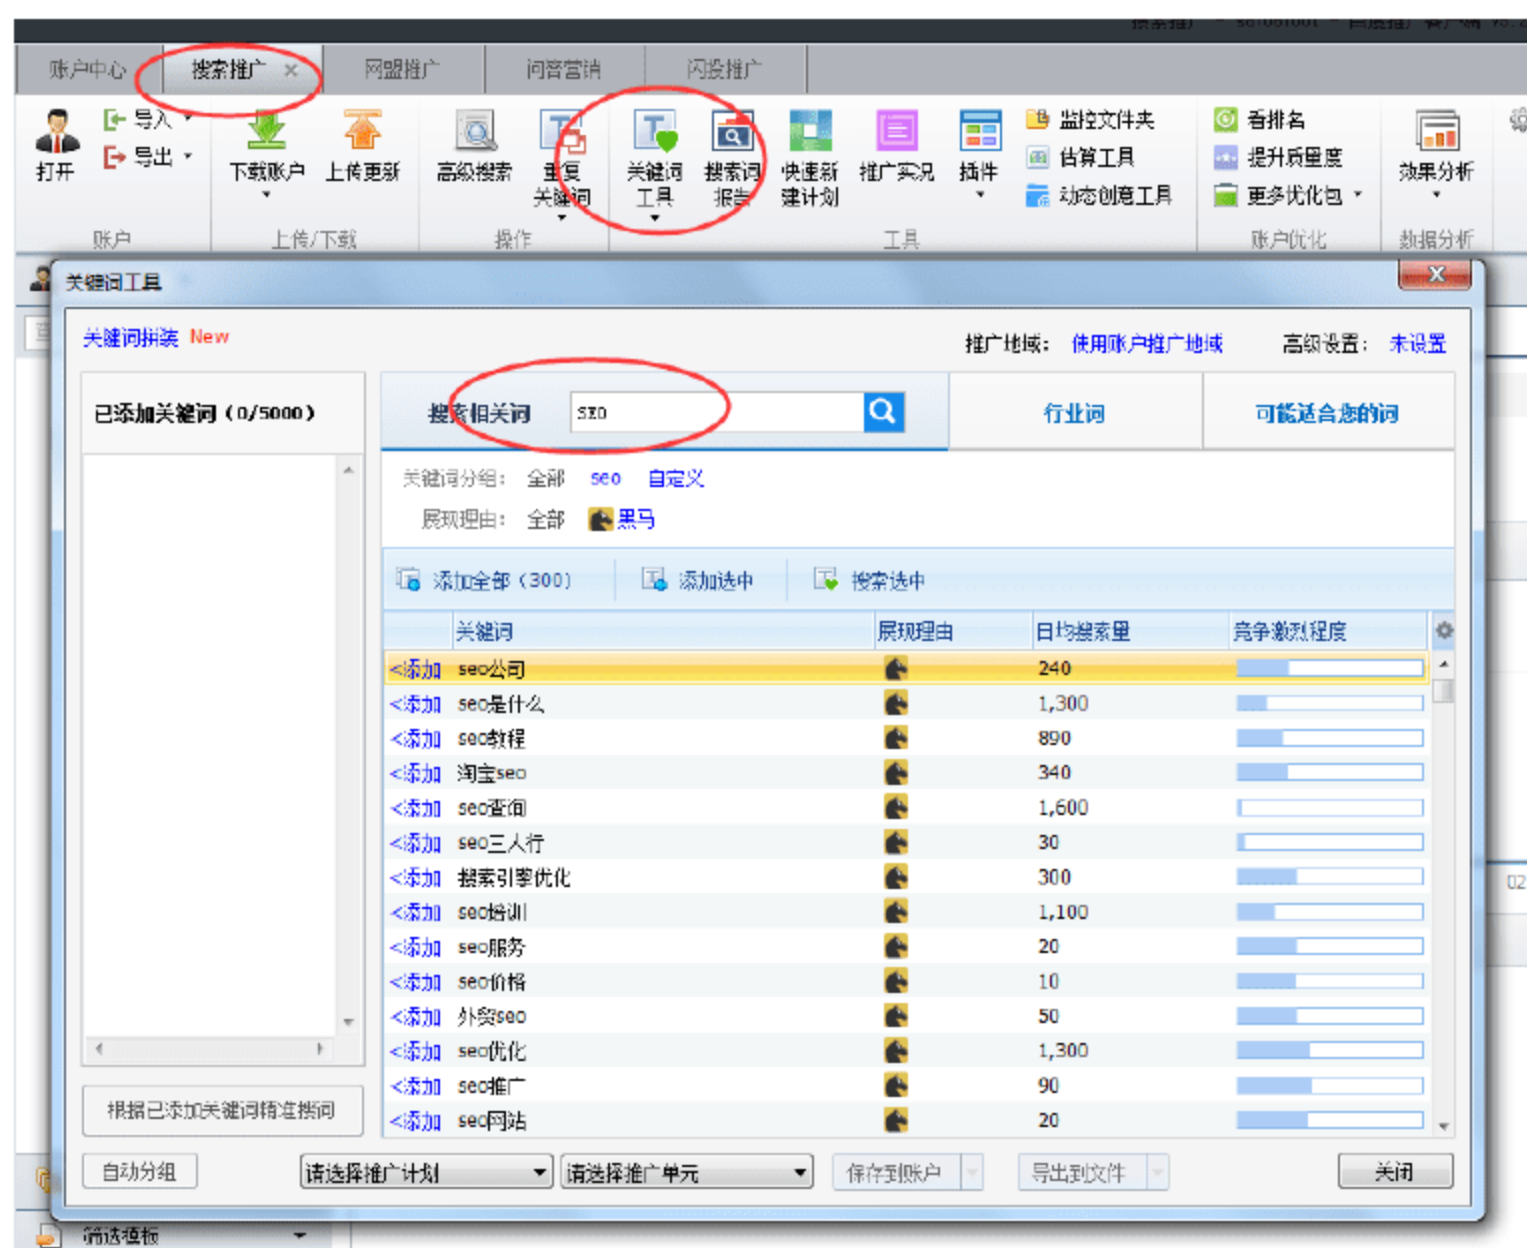 账户中心 搜索推广 × 网盟推广 问答营销 闪投推广
打开 导入 导出 下载账户 上传更新 高级搜索 重复关键词 关键词工具 搜索词报告 快速新建计划 推广实况 插件 监控文件夹 估算工具 动态创意工具 看排名 提升质量度 更多优化包 效果分析
账户 上传/下载 操作 工具 账户优化 数据分析
关键词工具
关键词拼装 New 推广地域： 使用账户推广地域 高级设置： 未设置
已添加关键词（0/5000） 搜索相关词 SEO 行业词 可能适合您的词
关键词分组： 全部 seo 自定义
展现理由： 全部 黑马
添加全部（300） 添加选中 搜索选中
关键词 展现理由 日均搜索量 竞争激烈程度
<添加 seo公司 240
<添加 seo是什么 1,300
<添加 seo教程 890
<添加 淘宝seo 340
<添加 seo查询 1,600
<添加 seo三人行 30
<添加 搜索引擎优化 300
<添加 seo培训 1,100
<添加 seo服务 20
<添加 seo价格 10
<添加 外贸seo 50
<添加 seo优化 1,300
<添加 seo推广 90
<添加 seo网站 20
根据已添加关键词精准搜词
自动分组 请选择推广计划 请选择推广单元 保存到账户 导出到文件 关闭
筛选模板